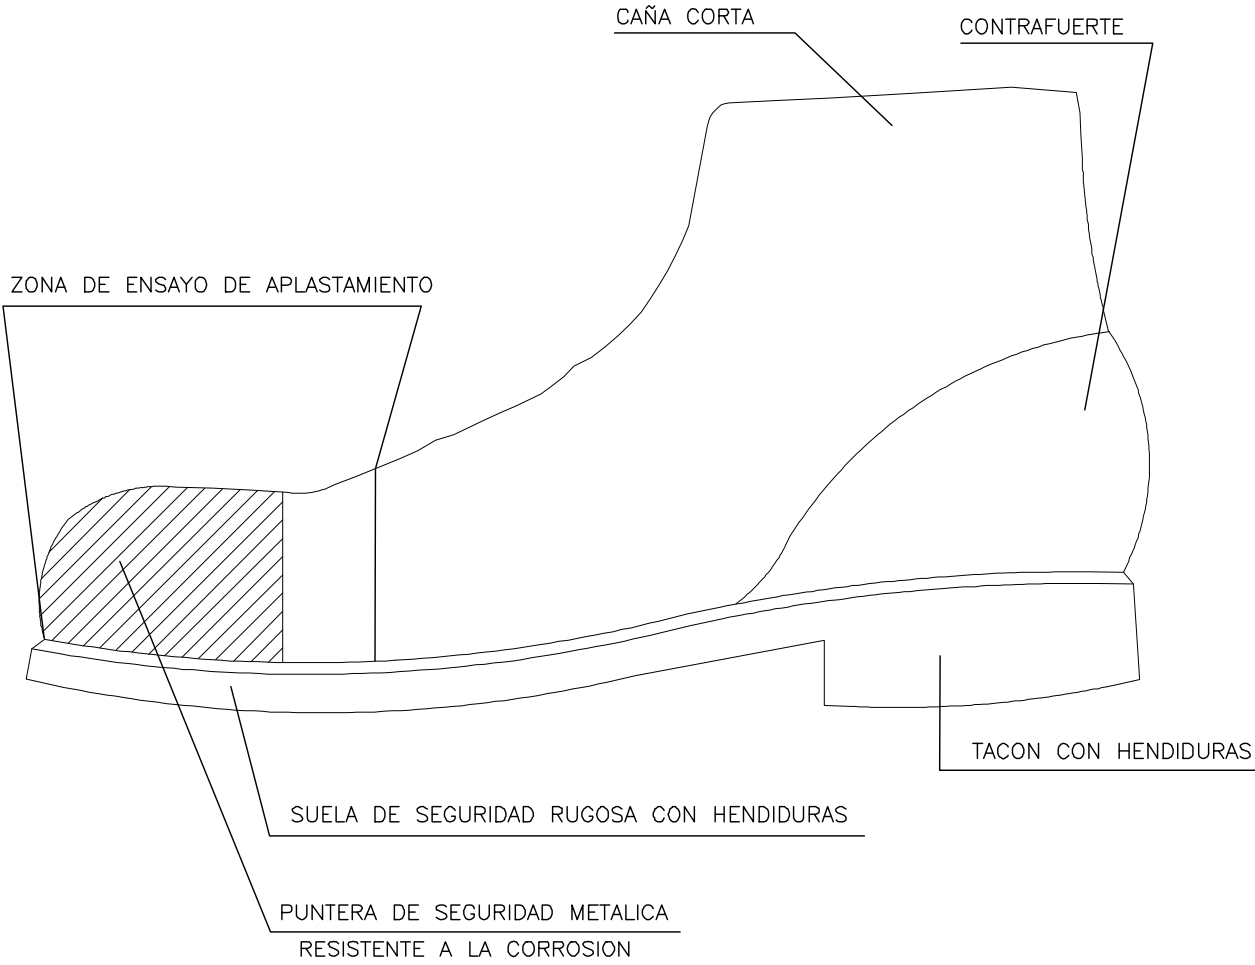 CAÑA CORTA
CONTRAFUERTE
ZONA DE ENSAYO DE APLASTAMIENTO
TACON CON HENDIDURAS
SUELA DE SEGURIDAD RUGOSA CON HENDIDURAS
PUNTERA DE SEGURIDAD METALICA
RESISTENTE A LA CORROSION